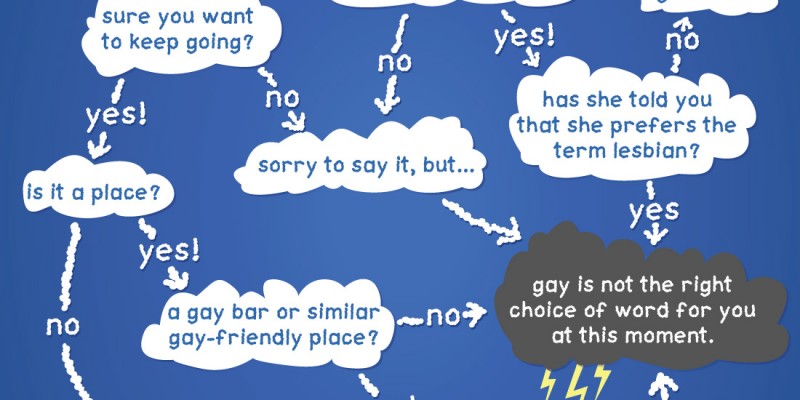 sure you want
to keep going?
yes!
no
no
yes!
no
has she told you
that she prefers the
term lesbian?
sorry to say it, but...
is it a place?
yes!
yes
no
a gay bar or similar
gay-friendly place?
no
gay is not the right
choice of word for you
at this moment.